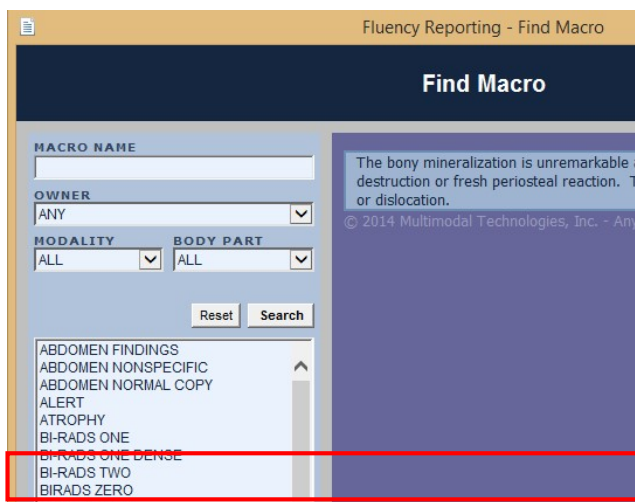 Fluency Reporting - Find Macro
Find Macro
MACRO NAME
OWNER
ANY
MODALITY BODY PART
ALL ALL
Reset Search
ABDOMEN FINDINGS
ABDOMEN NONSPECIFIC
ABDOMEN NORMAL COPY
ALERT
ATROPHY
BI-RADS ONE
BI-RADS ONE DENSE
BI-RADS TWO
BIRADS ZERO
The bony mineralization is unremarkable
destruction or fresh periosteal reaction.
or dislocation.
© 2014 Multimodal Technologies, Inc. - Any